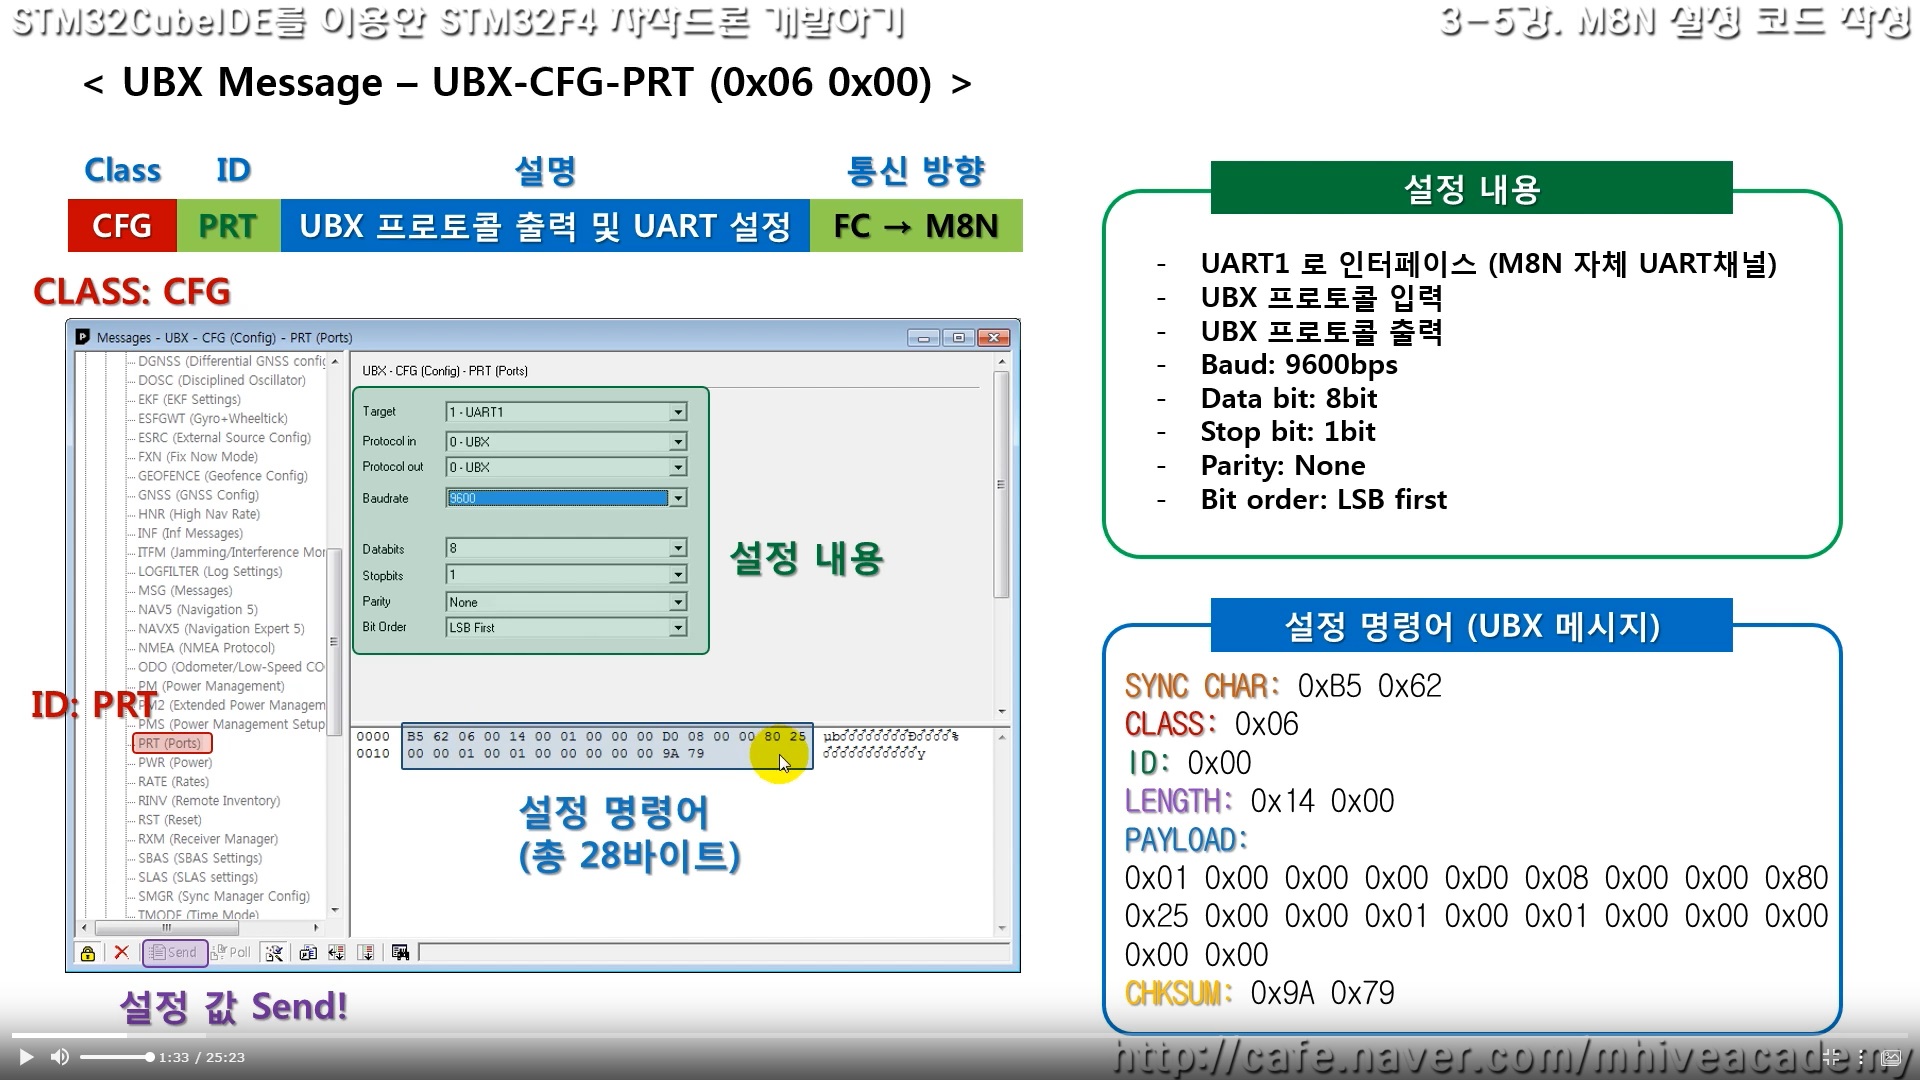 STM32CubeIDE를 이용한 STM32F4 자작드론 개발하기
3-5강. M8N 설정 코드 작성
< UBX Message – UBX-CFG-PRT (0x06 0x00) >
Class ID 설명 통신 방향
CFG PRT UBX 프로토콜 출력 및 UART 설정 FC → M8N
CLASS: CFG
Messages - UBX - CFG (Config) - PRT (Ports)
DGNSS (Differential GNSS config
DOSC (Disciplined Oscillator)
EKF (EKF Settings)
ESFGWT (Gyro+Wheeltick)
ESRC (External Source Config)
FXN (Fix Now Mode)
GEOFENCE (Geofence Config)
GNSS (GNSS Config)
HNR (High Nav Rate)
INF (Inf Messages)
ITFM (Jamming/Interference Mor
LOGFILTER (Log Settings)
MSG (Messages)
NAV5 (Navigation 5)
NAVX5 (Navigation Expert 5)
NMEA (NMEA Protocol)
ODO (Odometer/Low-Speed CO
PM (Power Management)
ID: PRT
PM2 (Extended Power Managem
PMS (Power Management Setup
PRT (Ports)
PWR (Power)
RATE (Rates)
RINV (Remote Inventory)
RST (Reset)
RXM (Receiver Manager)
SBAS (SBAS Settings)
SLAS (SLAS settings)
SMGR (Sync Manager Config)
TMODE (Time Mode)
UBX - CFG (Config) - PRT (Ports)
Target 1 - UART1
Protocol in 0 - UBX
Protocol out 0 - UBX
Baudrate 9600
Databits 8
Stopbits 1
Parity None
Bit Order LSB First
설정 내용
0000 B5 62 06 00 14 00 01 00 00 00 D0 08 00 00 80 25
0010 00 00 01 00 01 00 00 00 00 00 9A 79
설정 명령어
(총 28바이트)
Send Poll
설정 값 Send!
설정 내용
- UART1 로 인터페이스 (M8N 자체 UART채널)
- UBX 프로토콜 입력
- UBX 프로토콜 출력
- Baud: 9600bps
- Data bit: 8bit
- Stop bit: 1bit
- Parity: None
- Bit order: LSB first
설정 명령어 (UBX 메시지)
SYNC CHAR: 0xB5 0x62
CLASS: 0x06
ID: 0x00
LENGTH: 0x14 0x00
PAYLOAD:
0x01 0x00 0x00 0x00 0xD0 0x08 0x00 0x00 0x80
0x25 0x00 0x00 0x01 0x00 0x01 0x00 0x00 0x00
0x00 0x00
CHKSUM: 0x9A 0x79
1:33 / 25:23
http://cafe.naver.com/mhiveacademy